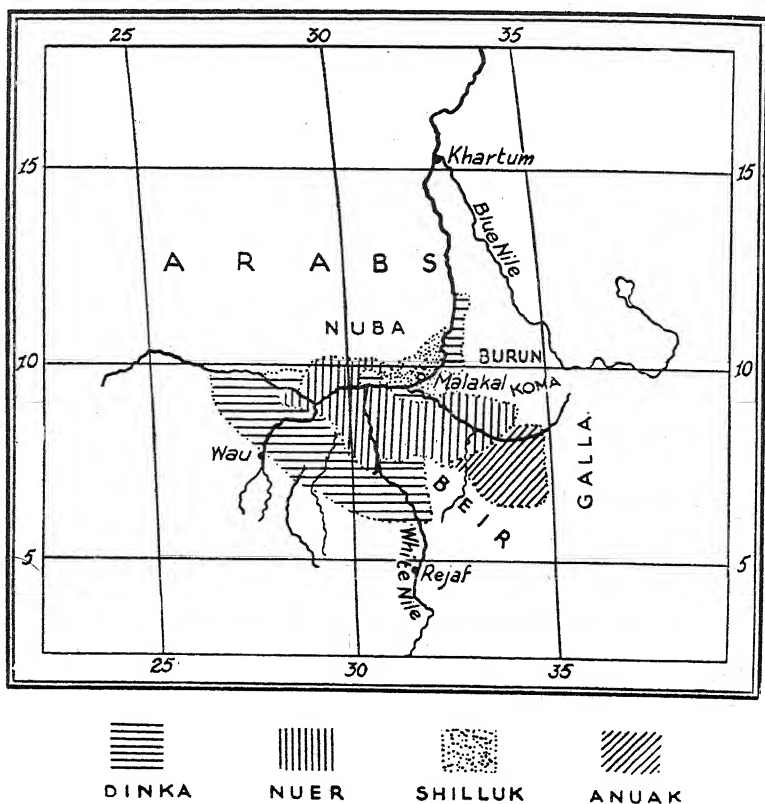 25 30 35
15 Khartum 15
Blue Nile
A R A B S
NUBA
10 BURUN 10
Malakal KOMA
Wau
GALLA.
BEIR
5 White Nile 5
Rejaf
25 30 35
DINKA NUER SHILLUK ANUAK